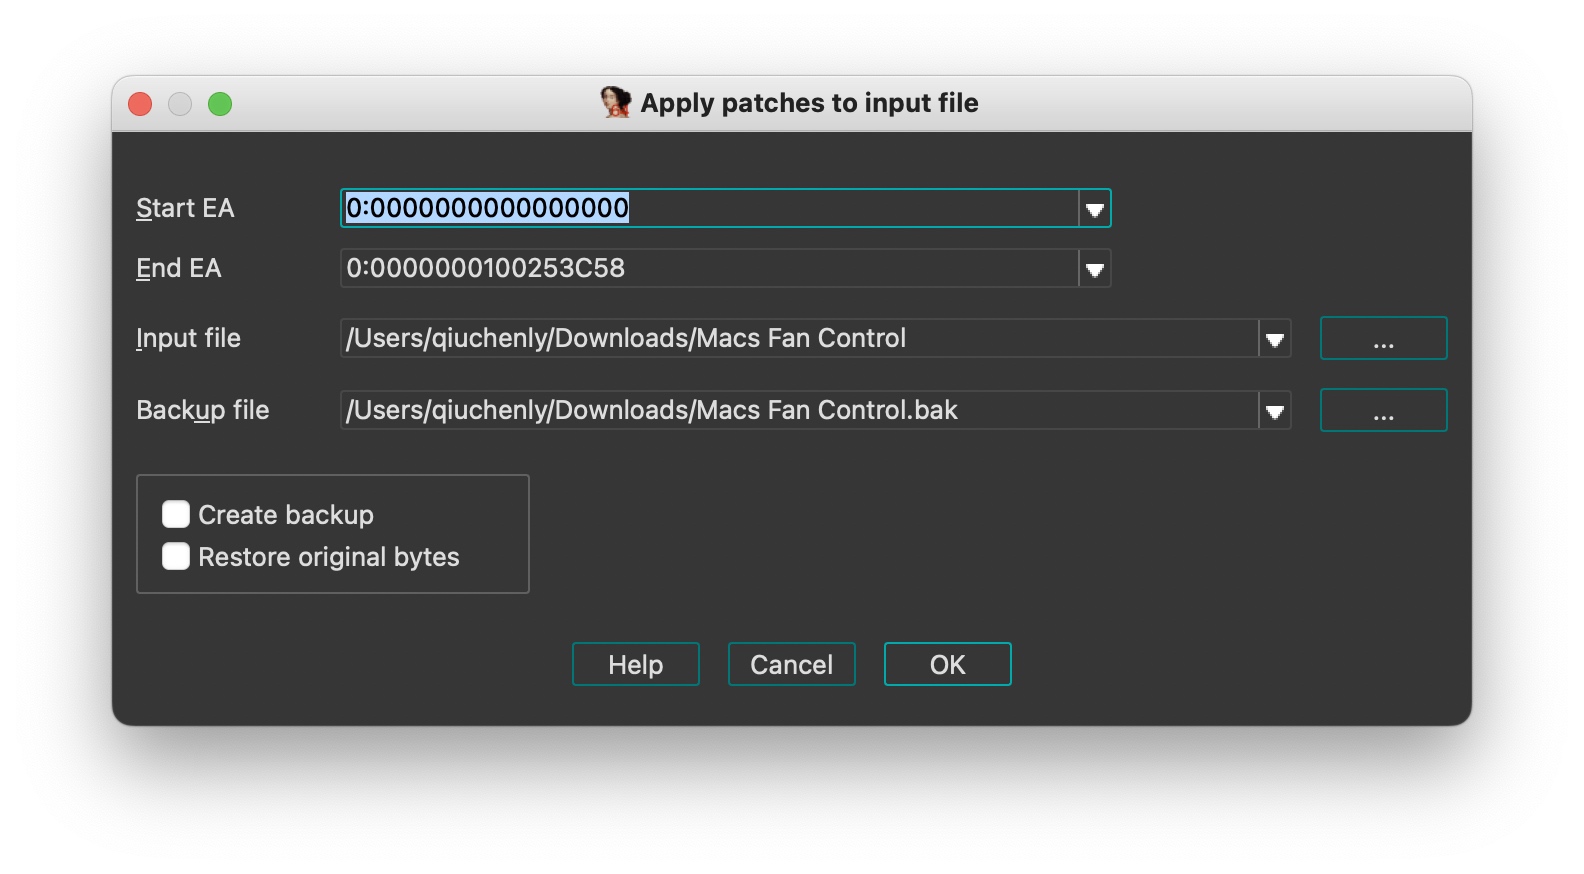 Apply patches to input file
Start EA 0:0000000000000000
End EA 0:0000000100253C58
Input file /Users/qiuchenly/Downloads/Macs Fan Control ...
Backup file /Users/qiuchenly/Downloads/Macs Fan Control.bak ...
Create backup
Restore original bytes
Help Cancel OK